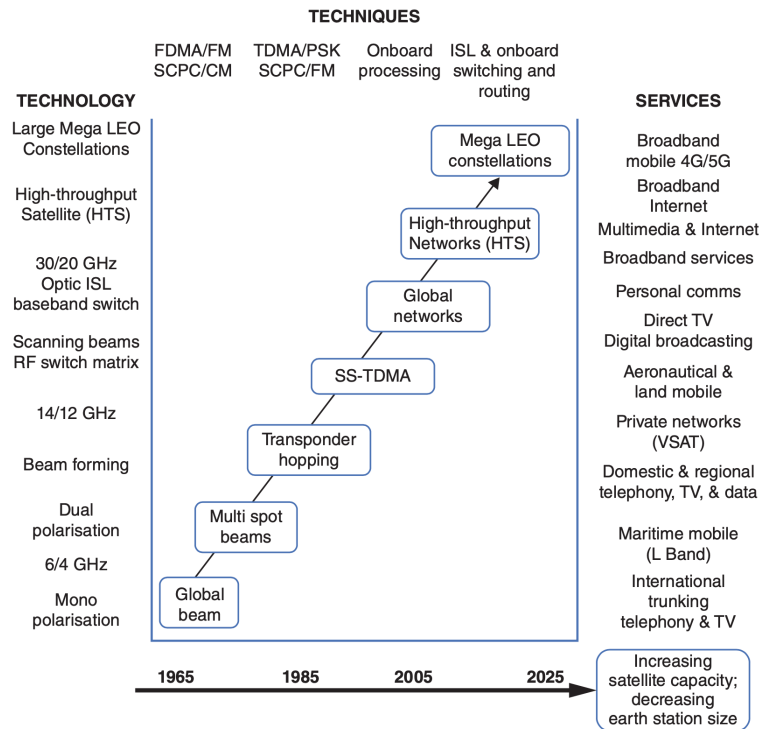 TECHNIQUES
FDMA/FM
SCPC/CM
TDMA/PSK
SCPC/FM
Onboard
processing
ISL & onboard
switching and
routing
TECHNOLOGY
Large Mega LEO
Constellations
High-throughput
Satellite (HTS)
30/20 GHz
Optic ISL
baseband switch
Scanning beams
RF switch matrix
14/12 GHz
Beam forming
Dual
polarisation
6/4 GHz
Mono
polarisation
Mega LEO
constellations
High-throughput
Networks (HTS)
Global
networks
SS-TDMA
Transponder
hopping
Multi spot
beams
Global
beam
SERVICES
Broadband
mobile 4G/5G
Broadband
Internet
Multimedia & Internet
Broadband services
Personal comms
Direct TV
Digital broadcasting
Aeronautical &
land mobile
Private networks
(VSAT)
Domestic & regional
telephony, TV, & data
Maritime mobile
(L Band)
International
trunking
telephony & TV
1965
1985
2005
2025
Increasing
satellite capacity;
decreasing
earth station size